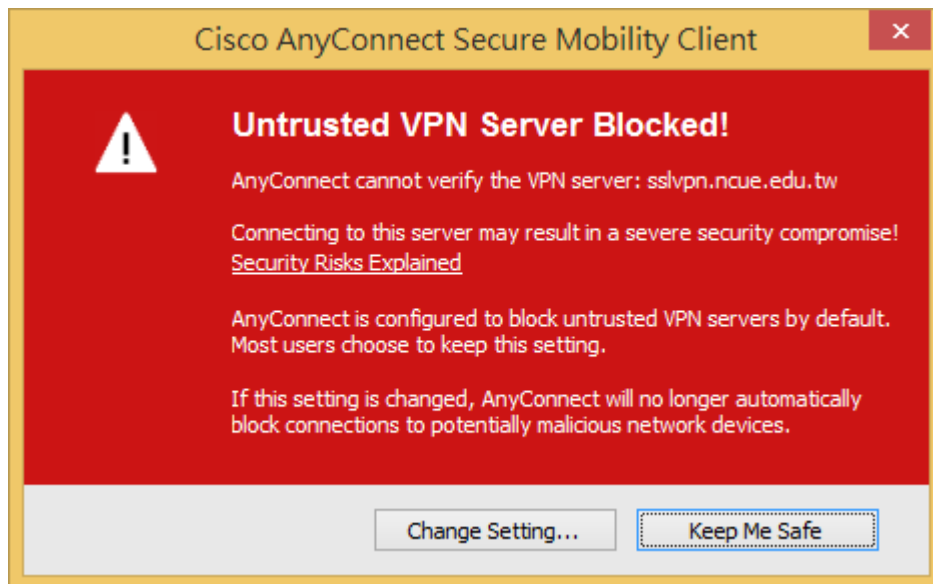 Cisco AnyConnect Secure Mobility Client
Untrusted VPN Server Blocked!
AnyConnect cannot verify the VPN server: sslvpn.ncue.edu.tw
Connecting to this server may result in a severe security compromise!
Security Risks Explained
AnyConnect is configured to block untrusted VPN servers by default.
Most users choose to keep this setting.
If this setting is changed, AnyConnect will no longer automatically
block connections to potentially malicious network devices.
Change Setting...
Keep Me Safe